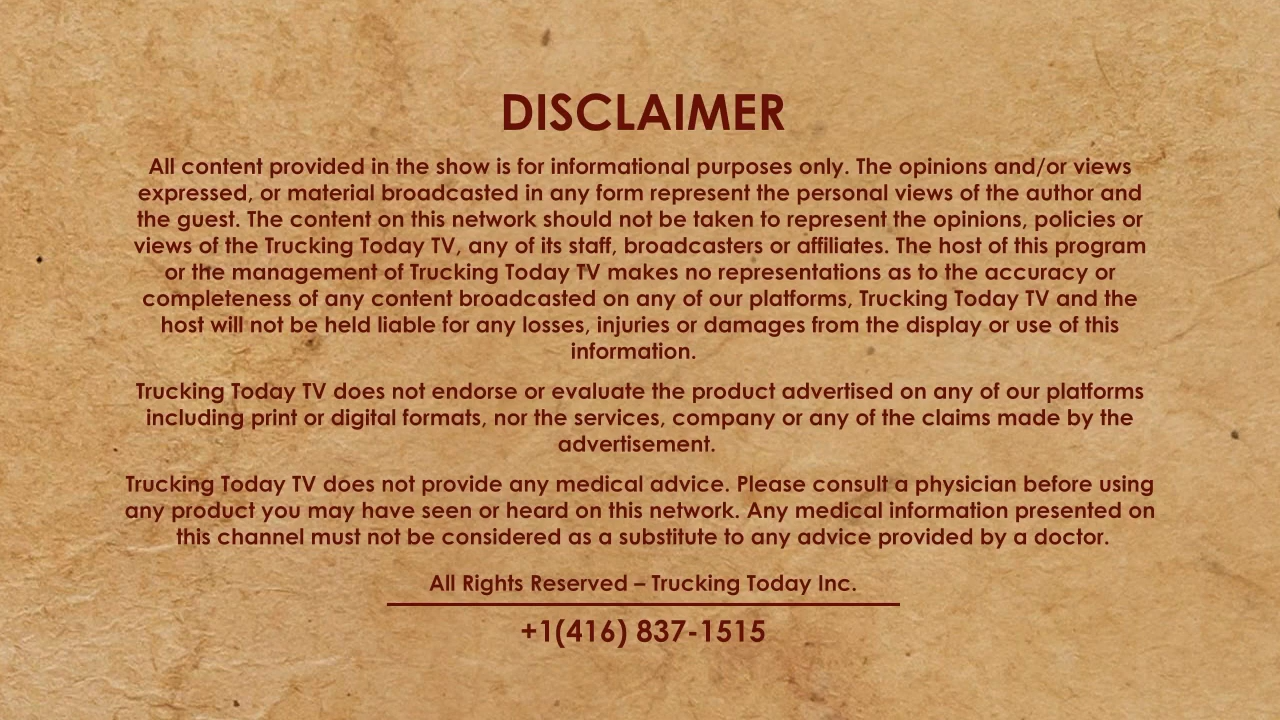 DISCLAIMER
All content provided in the show is for informational purposes only. The opinions and/or views
expressed, or material broadcasted in any form represent the personal views of the author and
the guest. The content on this network should not be taken to represent the opinions, policies or
views of the Trucking Today TV, any of its staff, broadcasters or affiliates. The host of this program
or the management of Trucking Today TV makes no representations as to the accuracy or
completeness of any content broadcasted on any of our platforms, Trucking Today TV and the
host will not be held liable for any losses, injuries or damages from the display or use of this
information.
Trucking Today TV does not endorse or evaluate the product advertised on any of our platforms
including print or digital formats, nor the services, company or any of the claims made by the
advertisement.
Trucking Today TV does not provide any medical advice. Please consult a physician before using
any product you may have seen or heard on this network. Any medical information presented on
this channel must not be considered as a substitute to any advice provided by a doctor.
All Rights Reserved – Trucking Today Inc.
+1(416) 837-1515